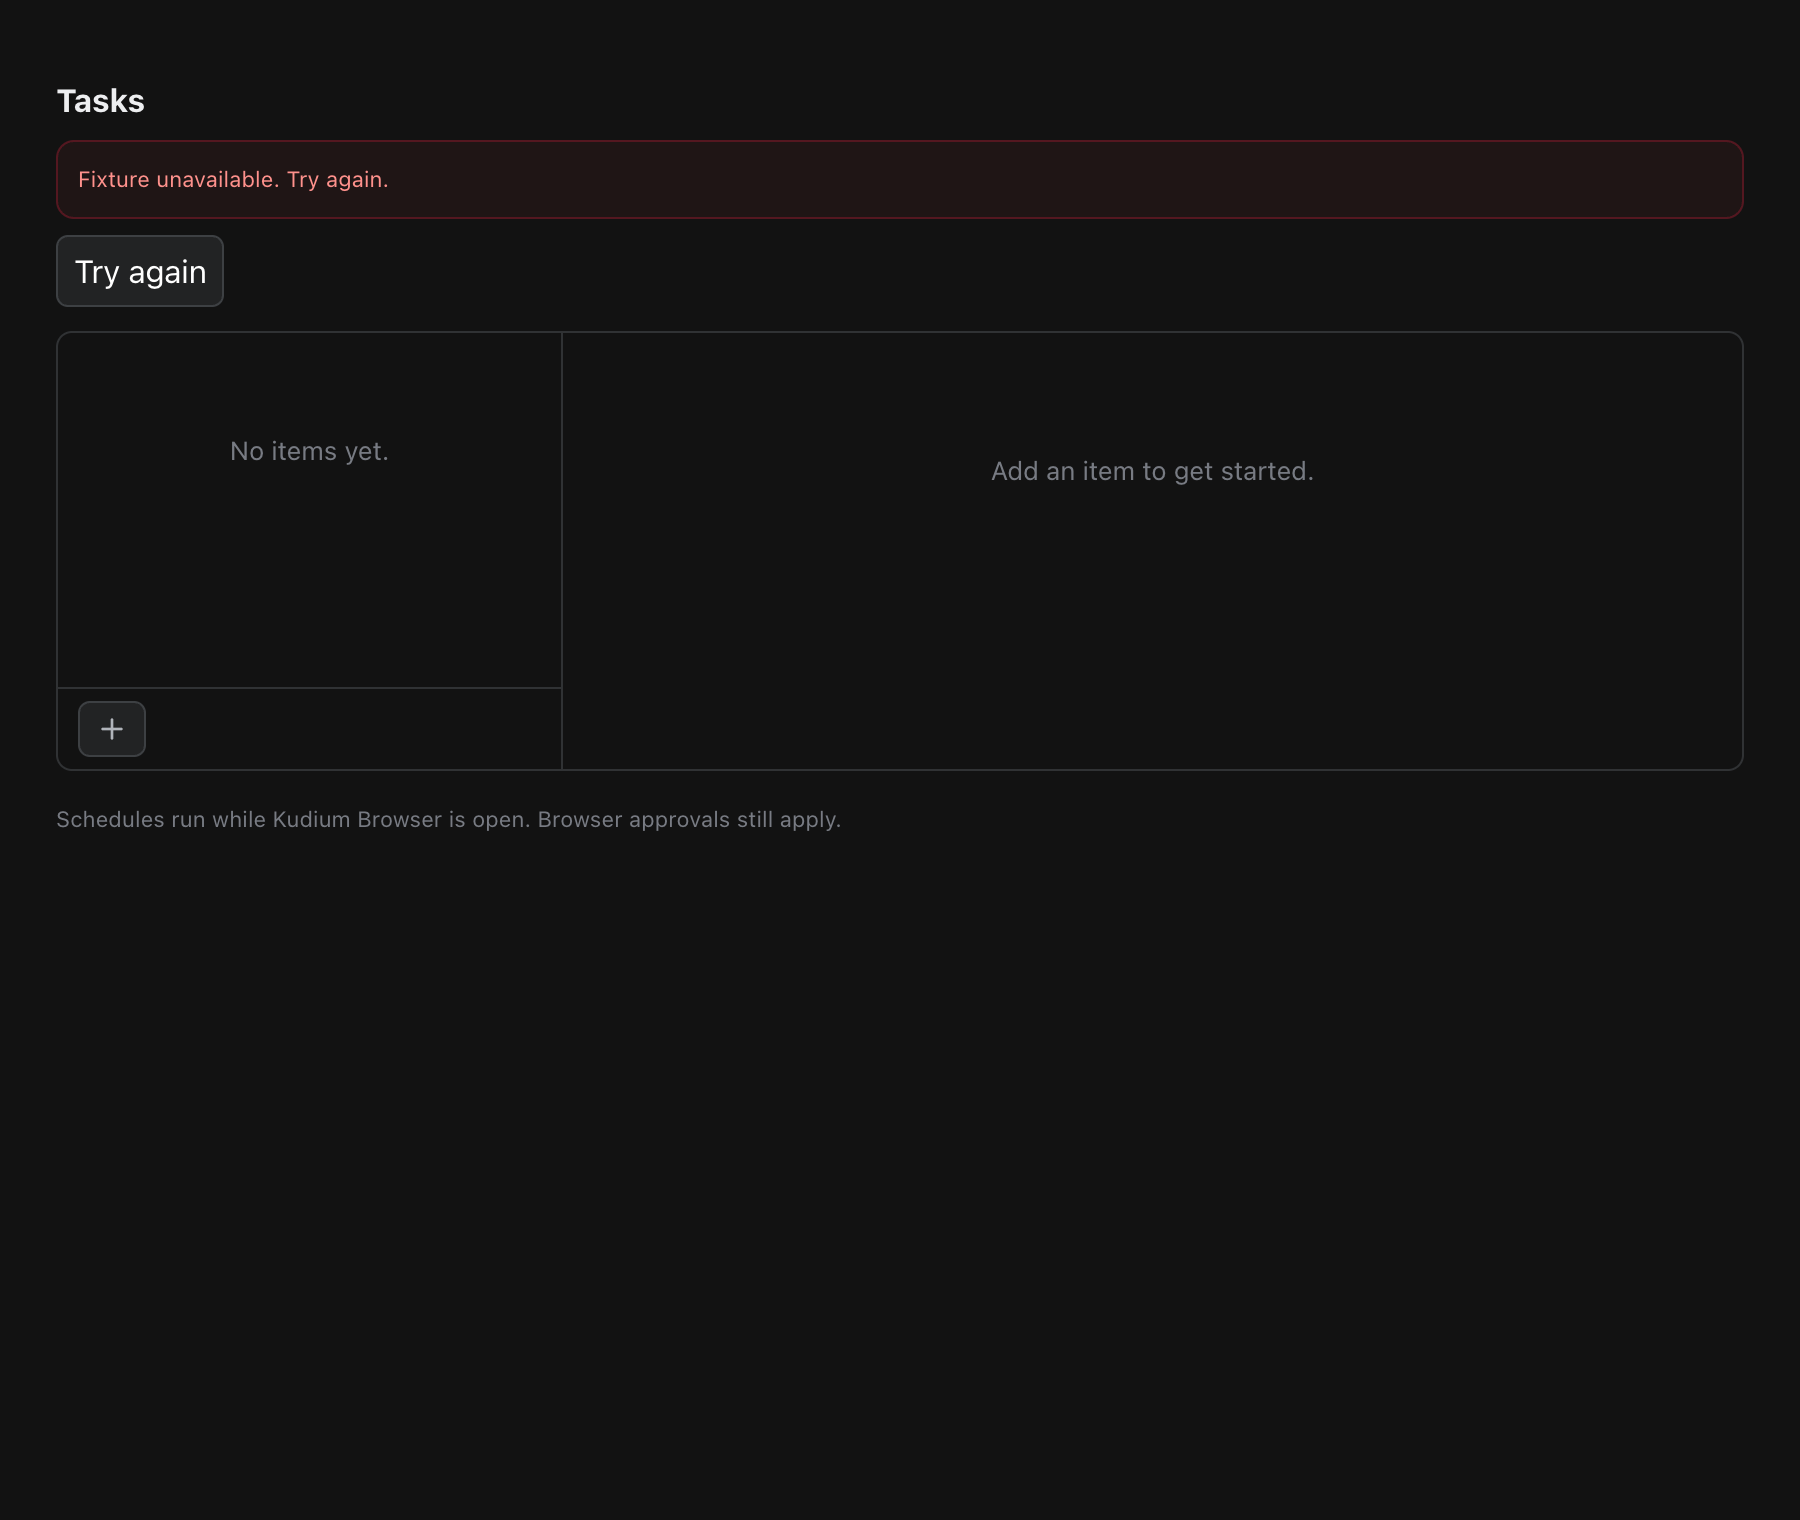 Tasks
Fixture unavailable. Try again.
Try again
No items yet.
Add an item to get started.
Schedules run while Kudium Browser is open. Browser approvals still apply.